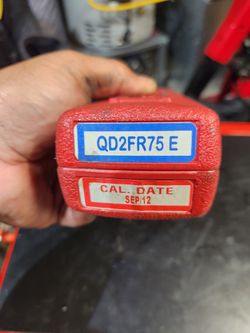 QD2FR75 E
CAL. DATE
SEP/12